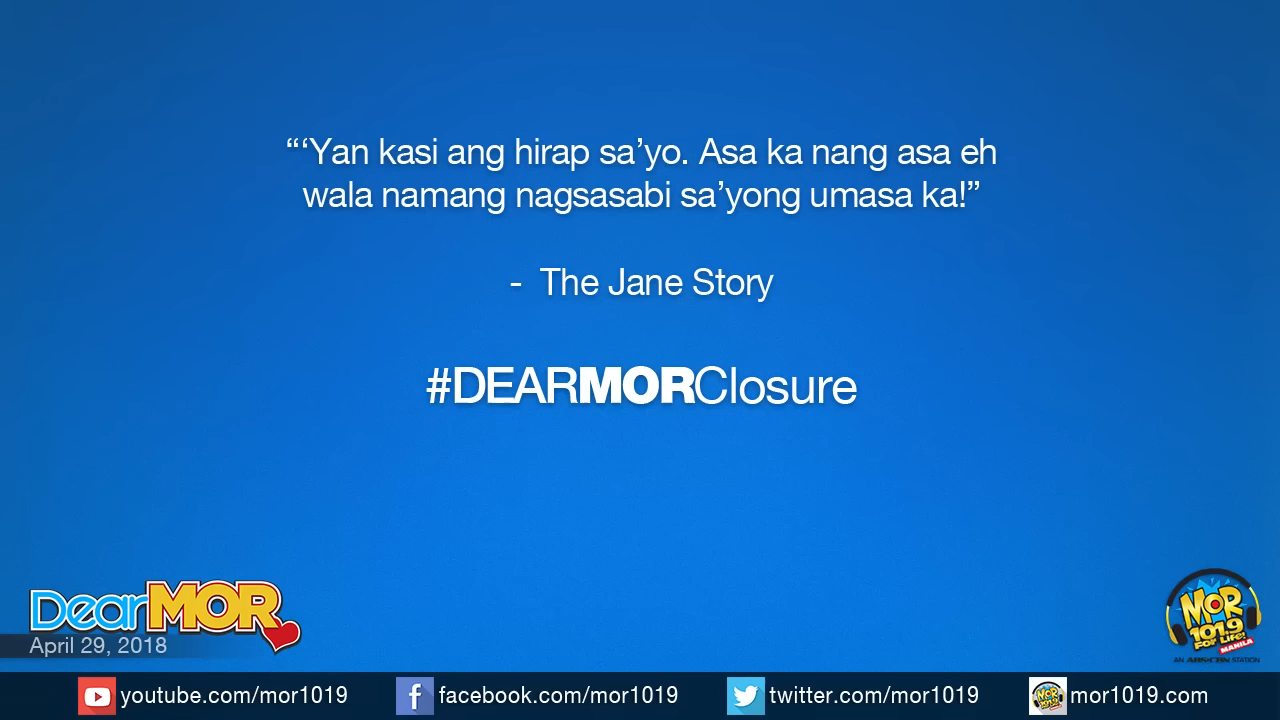 “‘Yan kasi ang hirap sa’yo. Asa ka nang asa eh
wala namang nagsasabi sa’yong umasa ka!”
- The Jane Story
#DEARMORClosure
DearMOR
April 29, 2018
MOR
101.9
FOR Life!
MANILA
AN ABS-CBN STATION
youtube.com/mor1019
facebook.com/mor1019
twitter.com/mor1019
mor1019.com